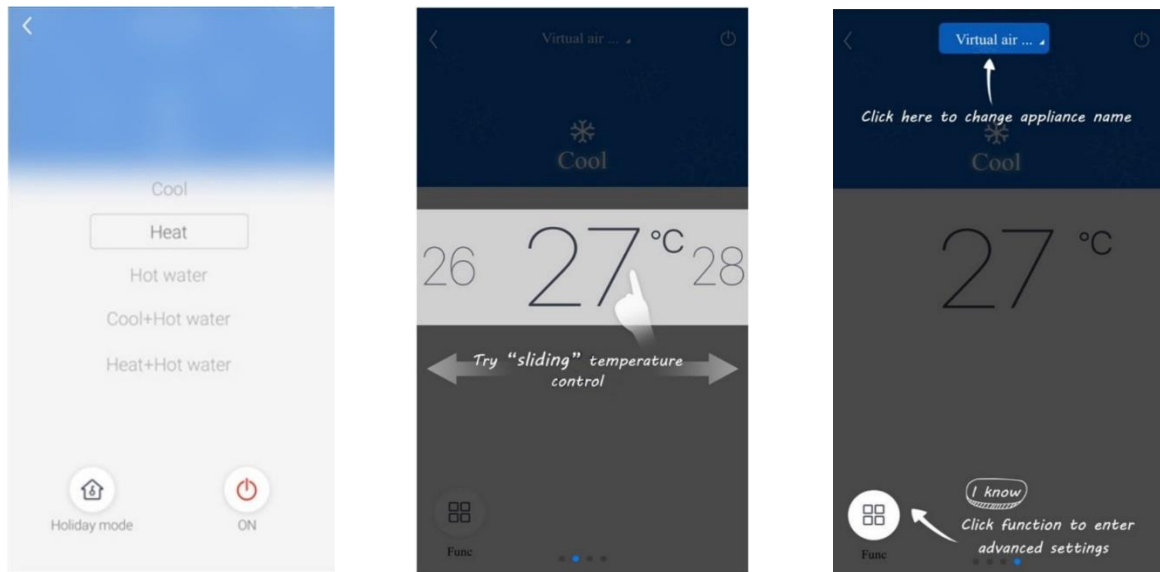 Cool
Heat
Hot water
Cool+Hot water
Heat+Hot water
Holiday mode
ON
Virtual air ...
Cool
26
27 °C
28
Try “sliding” temperature
control
Func
Virtual air ...
Click here to change appliance name
Cool
27 °C
I know
Click function to enter
advanced settings
Func